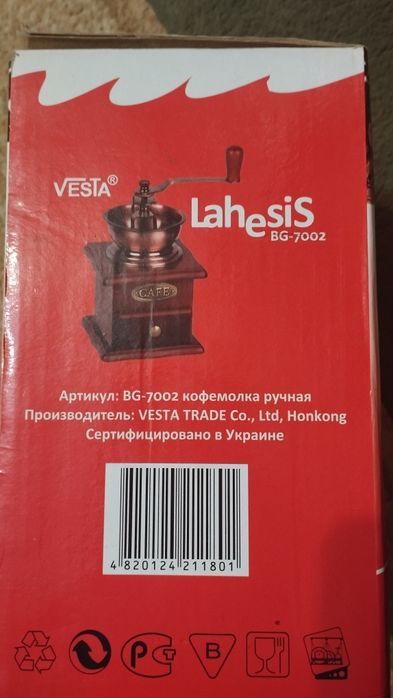 VESTA®
LahesiS
BG-7002
CAFE
Артикул: BG-7002 кофемолка ручная
Производитель: VESTA TRADE Co., Ltd, Honkong
Сертифицировано в Украине
4 820124 211801
РСТ
B